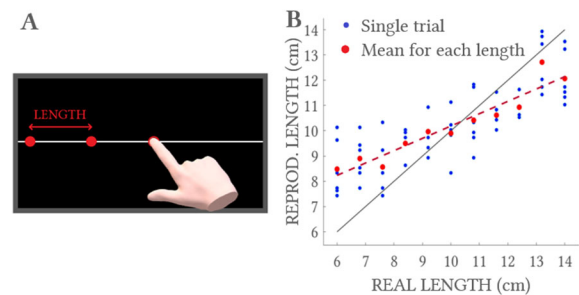 A
LENGTH
B
Single trial
Mean for each length
REPROD. LENGTH (cm)
14
13
12
11
10
9
8
7
6
6 7 8 9 10 11 12 13 14
REAL LENGTH (cm)